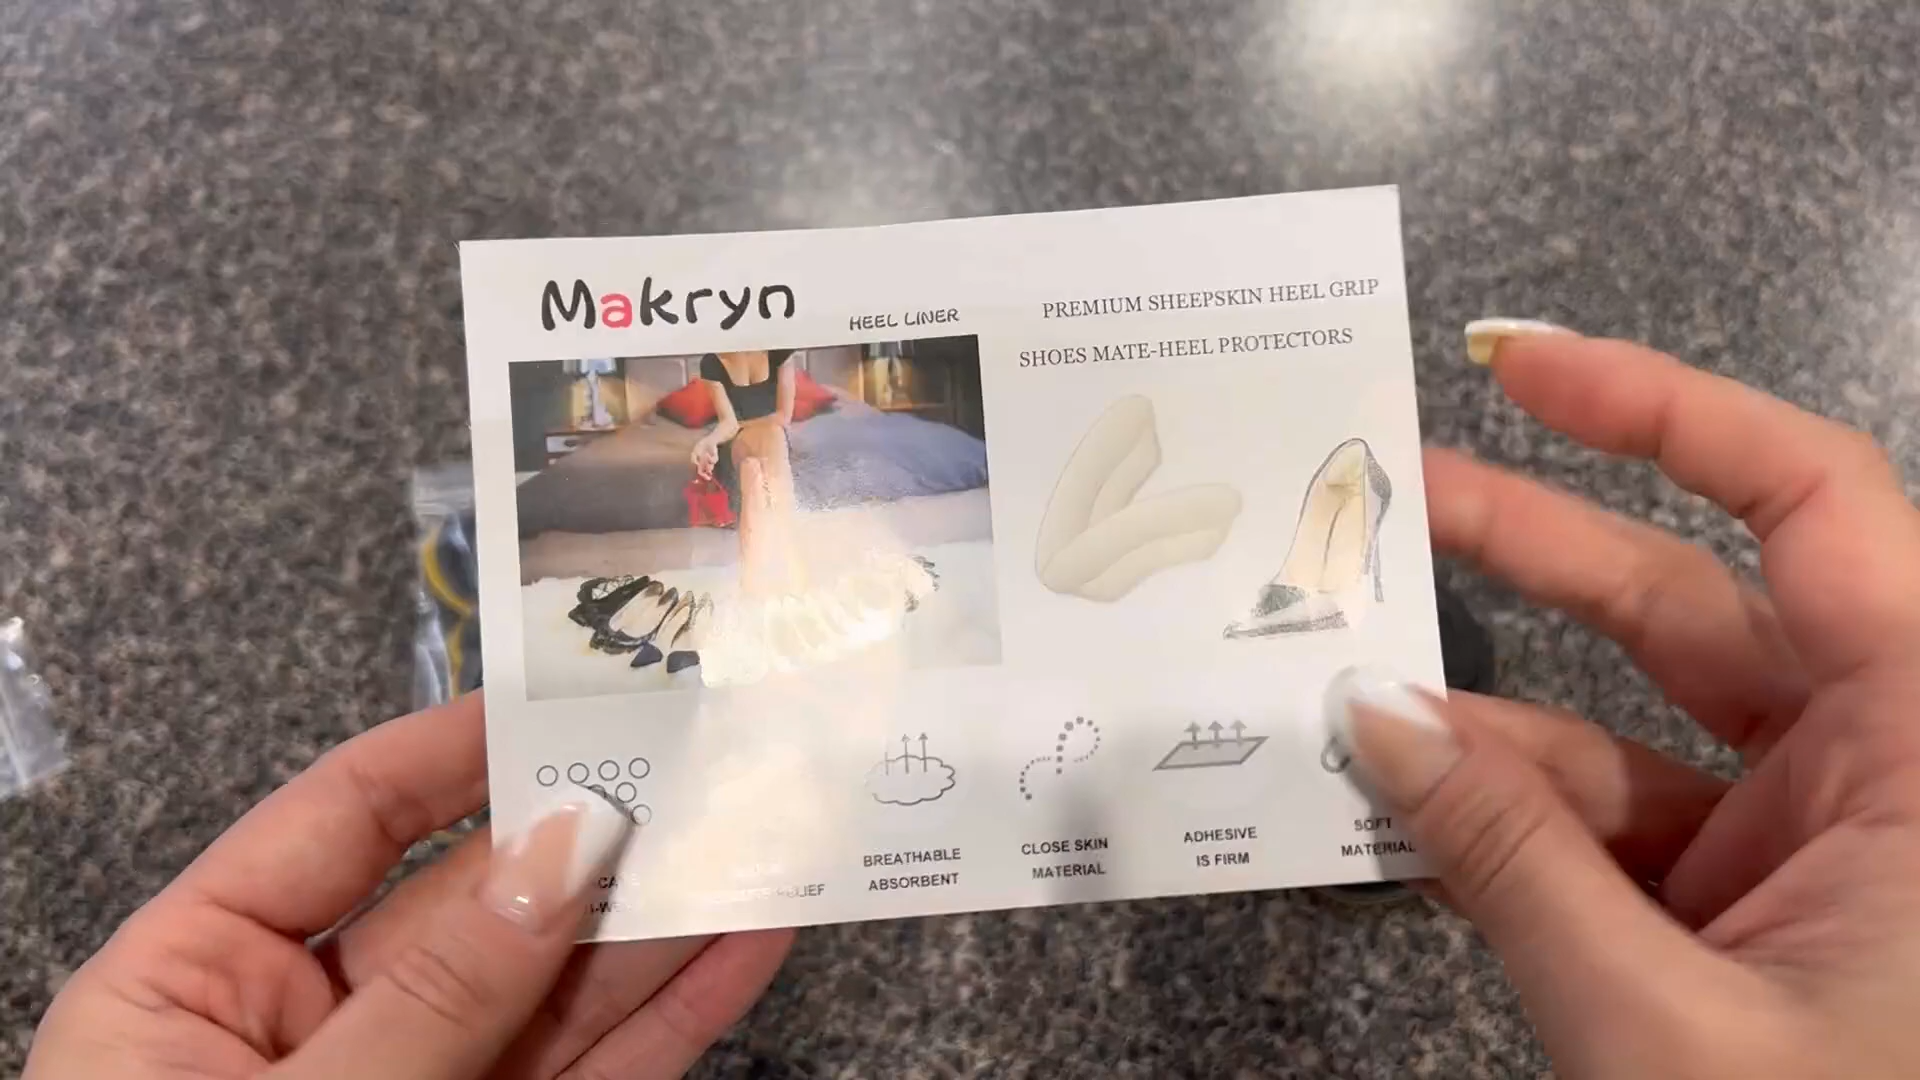 Makryn
HEEL LINER
PREMIUM SHEEPSKIN HEEL GRIP
SHOES MATE-HEEL PROTECTORS
RELIEF
BREATHABLE
ABSORBENT
CLOSE SKIN
MATERIAL
ADHESIVE
IS FIRM
SOFT
MATERIAL